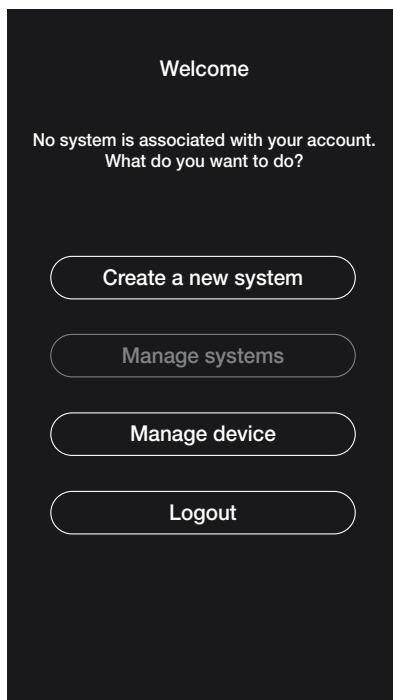 Welcome
No system is associated with your account.
What do you want to do?
Create a new system
Manage systems
Manage device
Logout